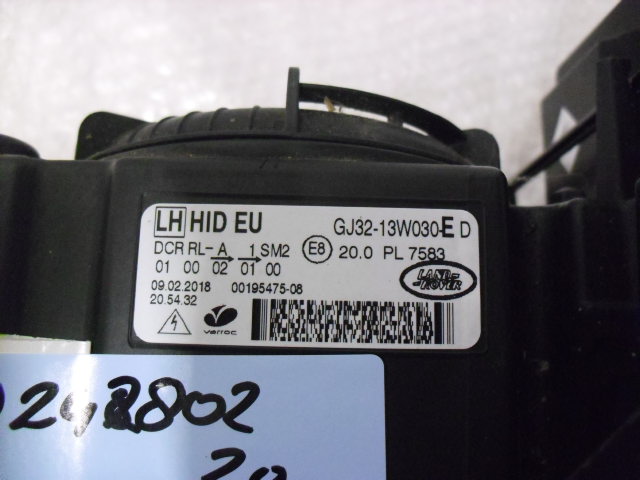 LH HID EU GJ32-13W030-E D
DCR RL-A 1 SM2 E8 20.0 PL 7583
01 00 02 01 00 LAND-ROVER
09.02.2018 00195475-08
20.54.32
varroc
242802
20